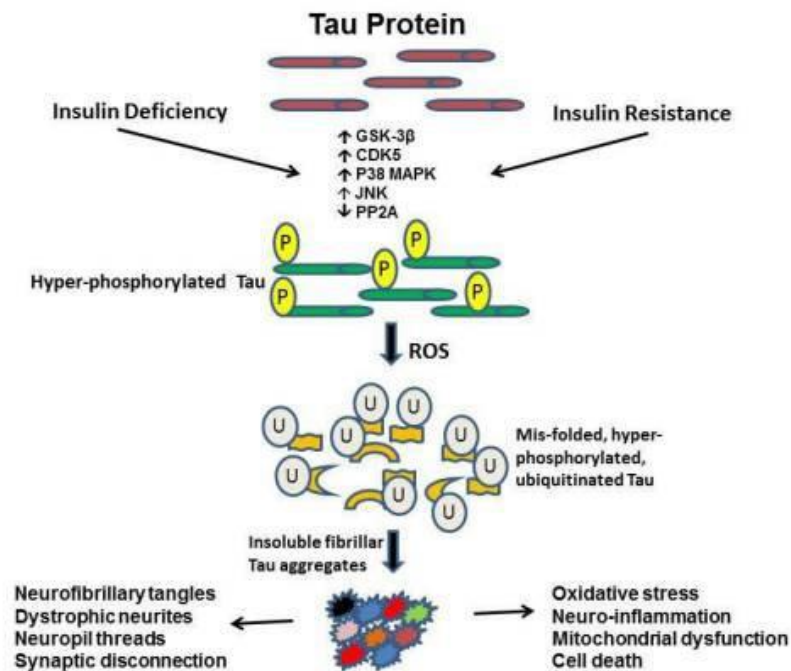 Tau Protein
Insulin Deficiency
Insulin Resistance
↑ GSK-3β
↑ CDK5
↑ P38 MAPK
↑ JNK
↓ PP2A
P
P
P
P
P
Hyper-phosphorylated Tau
ROS
U
U
U
U
U
U
U
U
U
Mis-folded, hyper-
phosphorylated,
ubiquitinated Tau
Insoluble fibrillar
Tau aggregates
Neurofibrillary tangles
Dystrophic neurites
Neuropil threads
Synaptic disconnection
Oxidative stress
Neuro-inflammation
Mitochondrial dysfunction
Cell death